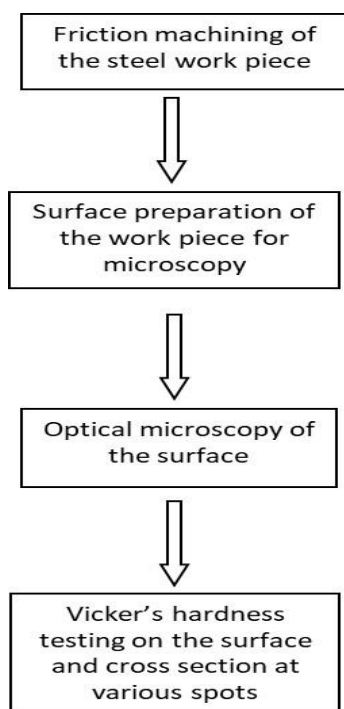 Friction machining of
the steel work piece
Surface preparation of
the work piece for
microscopy
Optical microscopy of
the surface
Vicker’s hardness
testing on the surface
and cross section at
various spots